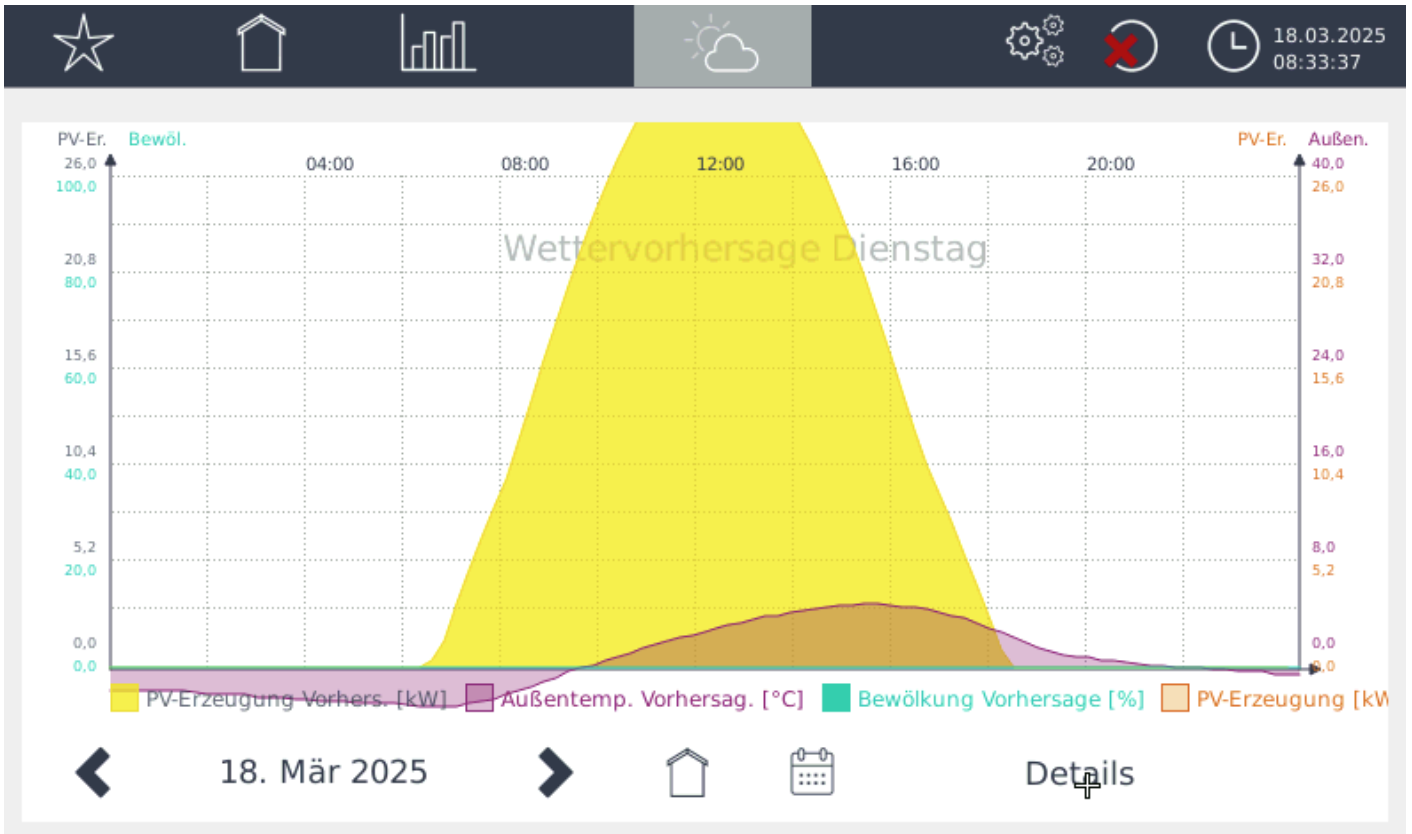 18.03.2025
08:33:37
PV-Er. Bewöl. PV-Er. Außen.
26,0 04:00 08:00 12:00 16:00 20:00 40,0
100,0 26,0
Wettervorhersage Dienstag
20,8 32,0
80,0 20,8
15,6 24,0
60,0 15,6
10,4 16,0
40,0 10,4
5,2 8,0
20,0 5,2
0,0 0,0
0,0 0,0
PV-Erzeugung Vorhers. [kW] Außentemp. Vorhersag. [°C] Bewölkung Vorhersage [%] PV-Erzeugung [kW
18. Mär 2025 Details